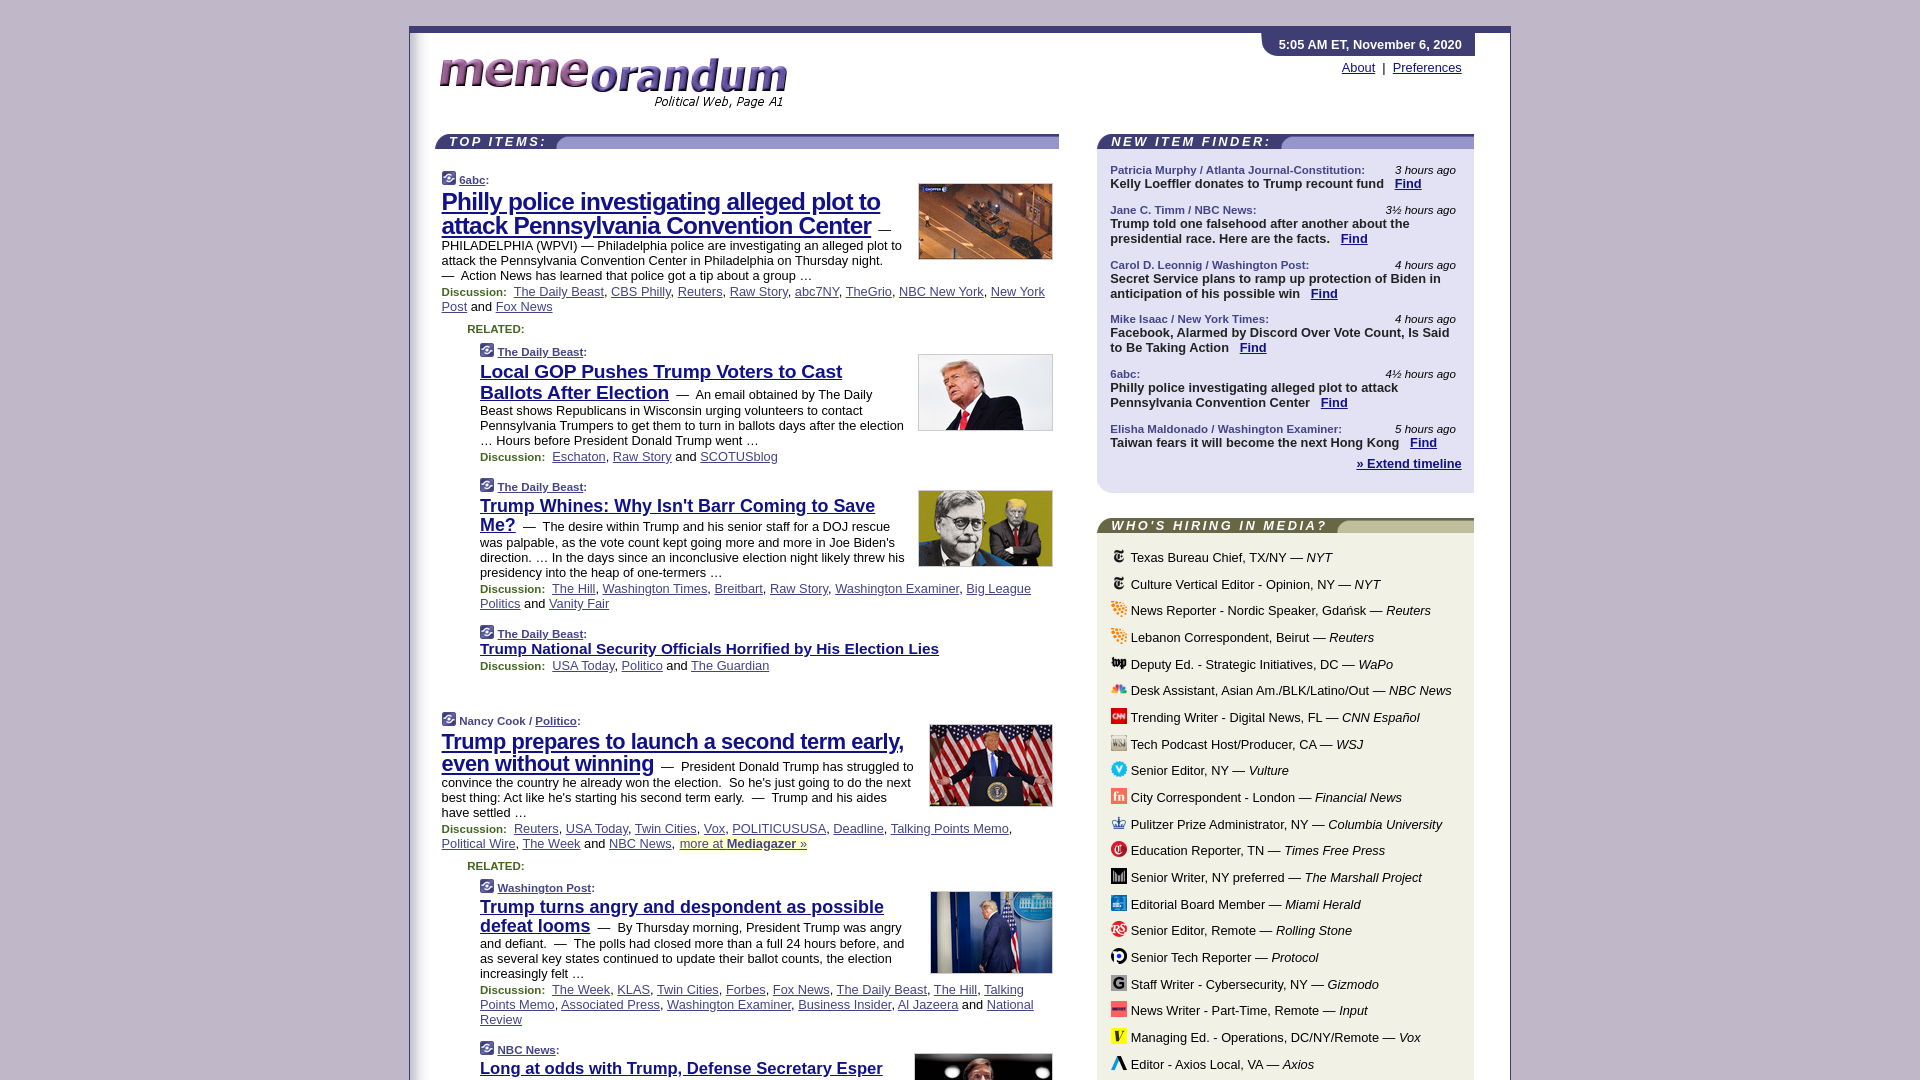 5:05 AM ET, November 6, 2020
About | Preferences
memeorandum
Political Web, Page A1
TOP ITEMS:
6abc:
Philly police investigating alleged plot to
attack Pennsylvania Convention Center —
PHILADELPHIA (WPVI) — Philadelphia police are investigating an alleged plot to
attack the Pennsylvania Convention Center in Philadelphia on Thursday night.
— Action News has learned that police got a tip about a group …
Discussion: The Daily Beast, CBS Philly, Reuters, Raw Story, abc7NY, TheGrio, NBC New York, New York
Post and Fox News
RELATED:
The Daily Beast:
Local GOP Pushes Trump Voters to Cast
Ballots After Election — An email obtained by The Daily
Beast shows Republicans in Wisconsin urging volunteers to contact
Pennsylvania Trumpers to get them to turn in ballots days after the election
… Hours before President Donald Trump went …
Discussion: Eschaton, Raw Story and SCOTUSblog
The Daily Beast:
Trump Whines: Why Isn't Barr Coming to Save
Me? — The desire within Trump and his senior staff for a DOJ rescue
was palpable, as the vote count kept going more and more in Joe Biden's
direction. … In the days since an inconclusive election night likely threw his
presidency into the heap of one-termers …
Discussion: The Hill, Washington Times, Breitbart, Raw Story, Washington Examiner, Big League
Politics and Vanity Fair
The Daily Beast:
Trump National Security Officials Horrified by His Election Lies
Discussion: USA Today, Politico and The Guardian
Nancy Cook / Politico:
Trump prepares to launch a second term early,
even without winning — President Donald Trump has struggled to
convince the country he already won the election. So he's just going to do the next
best thing: Act like he's starting his second term early. — Trump and his aides
have settled …
Discussion: Reuters, USA Today, Twin Cities, Vox, POLITICUSUSA, Deadline, Talking Points Memo,
Political Wire, The Week and NBC News, more at Mediagazer »
RELATED:
Washington Post:
Trump turns angry and despondent as possible
defeat looms — By Thursday morning, President Trump was angry
and defiant. — The polls had closed more than a full 24 hours before, and
as several key states continued to update their ballot counts, the election
increasingly felt …
Discussion: The Week, KLAS, Twin Cities, Forbes, Fox News, The Daily Beast, The Hill, Talking
Points Memo, Associated Press, Washington Examiner, Business Insider, Al Jazeera and National
Review
NBC News:
Long at odds with Trump, Defense Secretary Esper
NEW ITEM FINDER:
Patricia Murphy / Atlanta Journal-Constitution: 3 hours ago
Kelly Loeffler donates to Trump recount fund Find
Jane C. Timm / NBC News: 3½ hours ago
Trump told one falsehood after another about the
presidential race. Here are the facts. Find
Carol D. Leonnig / Washington Post: 4 hours ago
Secret Service plans to ramp up protection of Biden in
anticipation of his possible win Find
Mike Isaac / New York Times: 4 hours ago
Facebook, Alarmed by Discord Over Vote Count, Is Said
to Be Taking Action Find
6abc: 4½ hours ago
Philly police investigating alleged plot to attack
Pennsylvania Convention Center Find
Elisha Maldonado / Washington Examiner: 5 hours ago
Taiwan fears it will become the next Hong Kong Find
» Extend timeline
WHO'S HIRING IN MEDIA?
Texas Bureau Chief, TX/NY — NYT
Culture Vertical Editor - Opinion, NY — NYT
News Reporter - Nordic Speaker, Gdańsk — Reuters
Lebanon Correspondent, Beirut — Reuters
Deputy Ed. - Strategic Initiatives, DC — WaPo
Desk Assistant, Asian Am./BLK/Latino/Out — NBC News
Trending Writer - Digital News, FL — CNN Español
Tech Podcast Host/Producer, CA — WSJ
Senior Editor, NY — Vulture
City Correspondent - London — Financial News
Pulitzer Prize Administrator, NY — Columbia University
Education Reporter, TN — Times Free Press
Senior Writer, NY preferred — The Marshall Project
Editorial Board Member — Miami Herald
Senior Editor, Remote — Rolling Stone
Senior Tech Reporter — Protocol
Staff Writer - Cybersecurity, NY — Gizmodo
News Writer - Part-Time, Remote — Input
Managing Ed. - Operations, DC/NY/Remote — Vox
Editor - Axios Local, VA — Axios